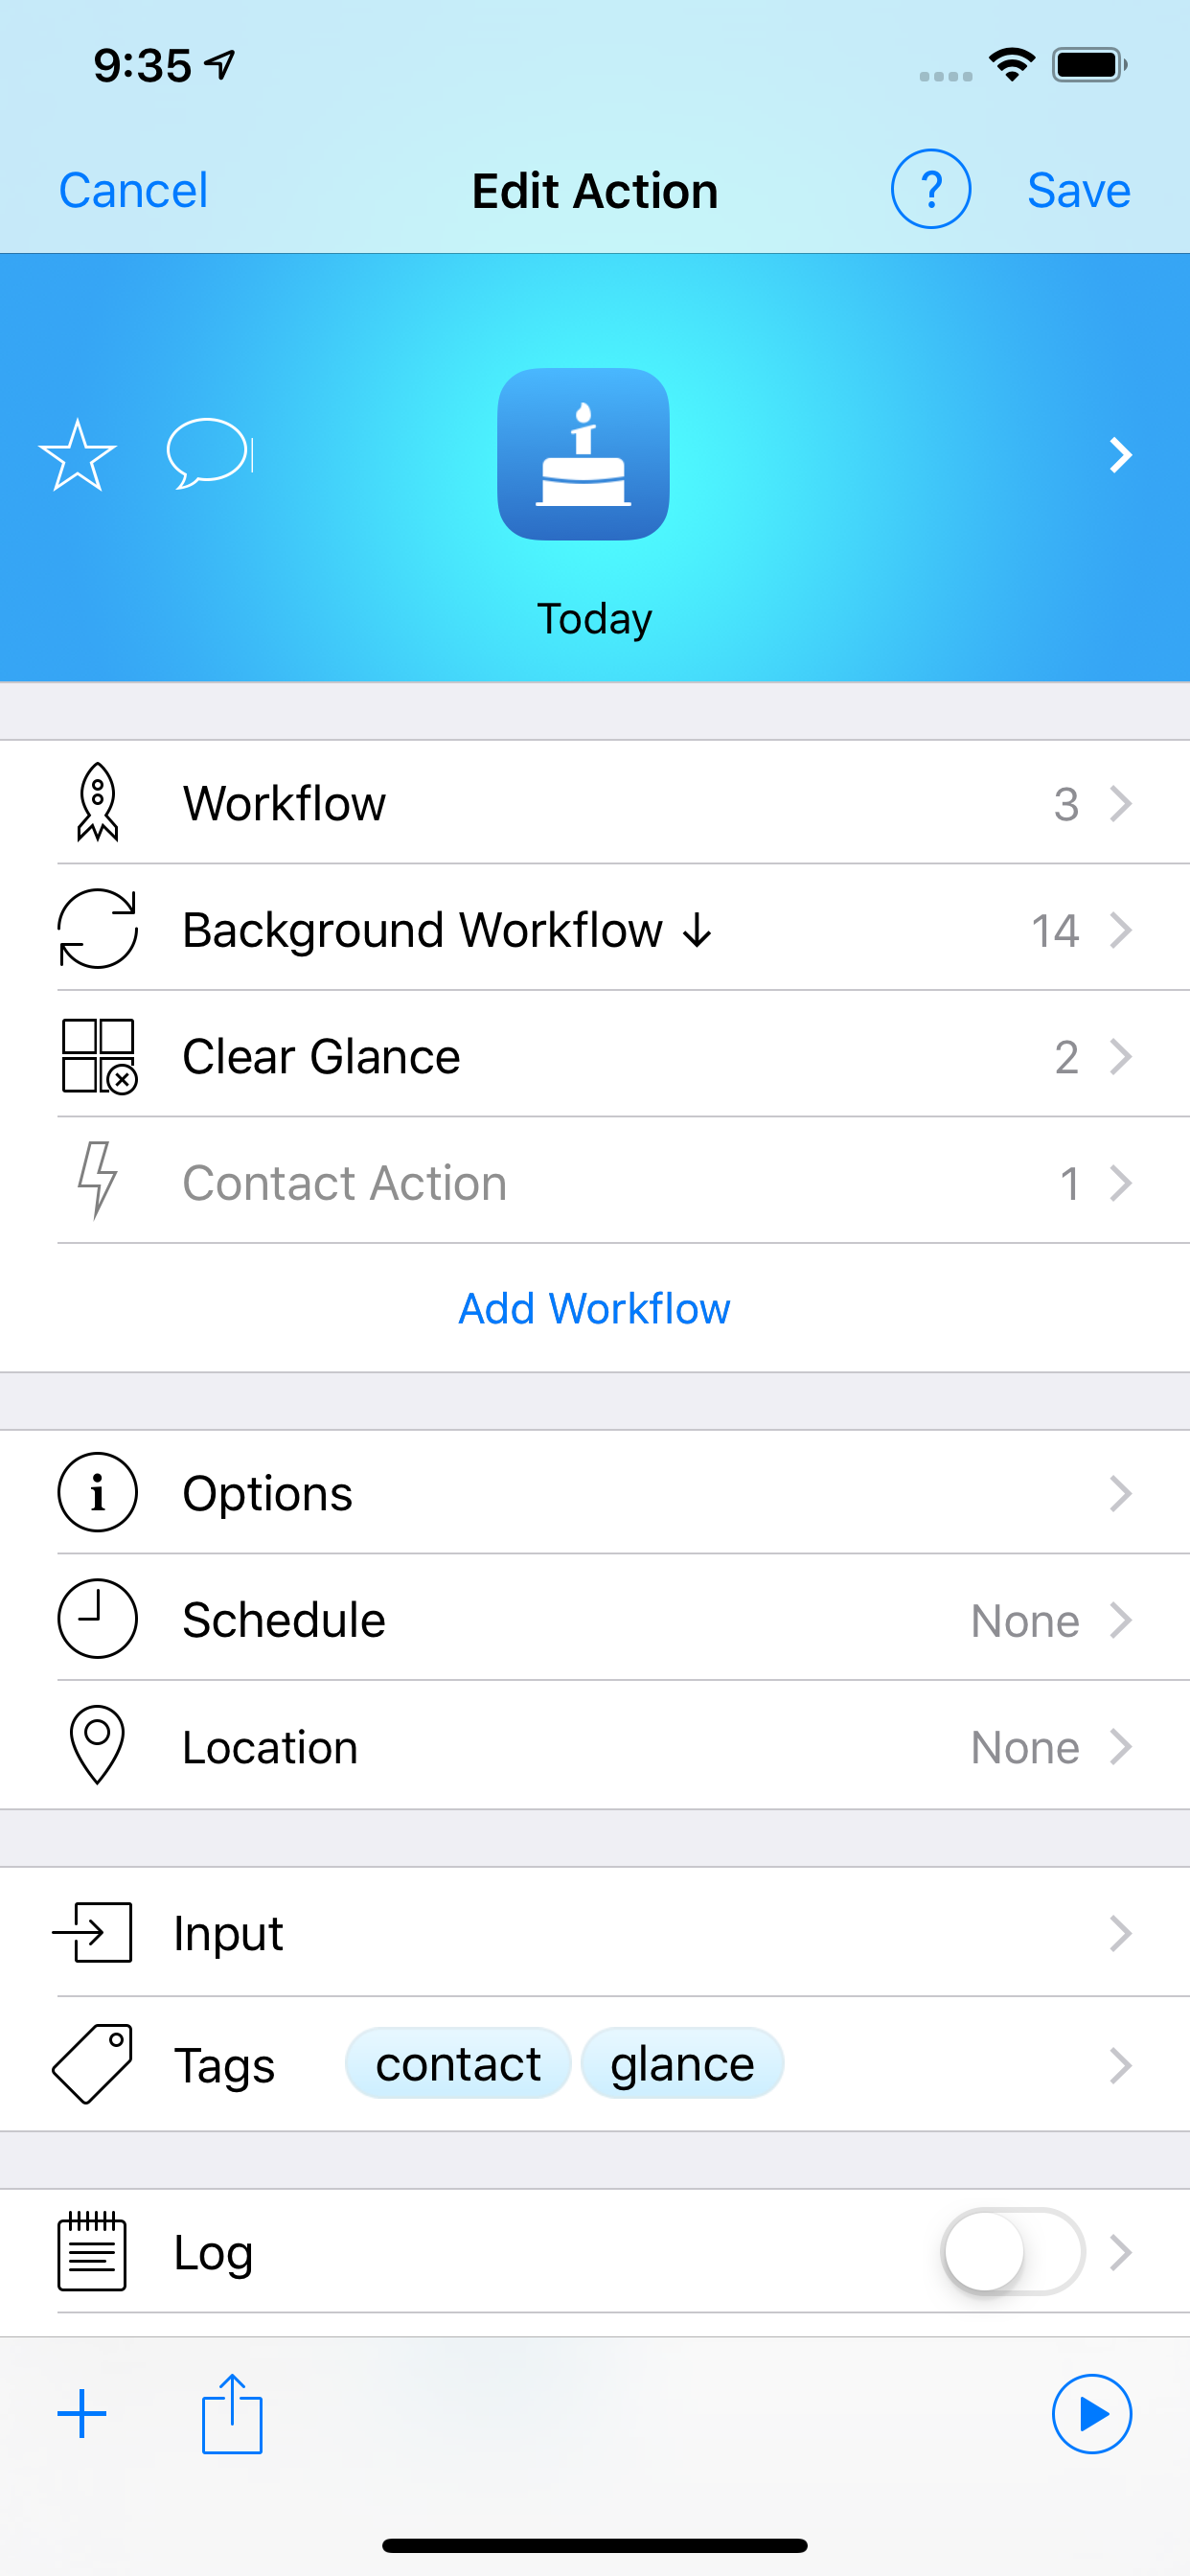 9:35
Cancel Edit Action ? Save
Today
Workflow 3
Background Workflow ↓ 14
Clear Glance 2
Contact Action 1
Add Workflow
Options
Schedule None
Location None
Input
Tags contact glance
Log